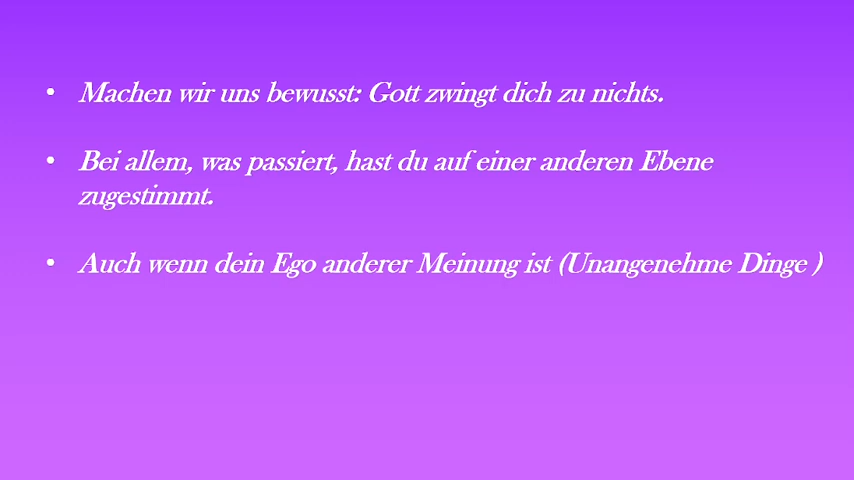 • Machen wir uns bewusst: Gott zwingt dich zu nichts.
• Bei allem, was passiert, hast du auf einer anderen Ebene
zugestimmt.
• Auch wenn dein Ego anderer Meinung ist (Unangenehme Dinge )